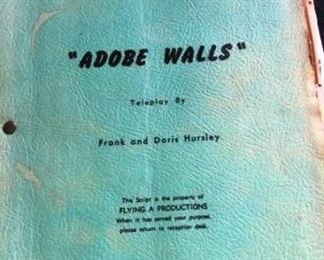 "ADOBE WALLS"
Teleplay By
Frank and Doris Hursley
This Script is the property of
FLYING A PRODUCTIONS
When it has served your purpose,
please return to reception desk.